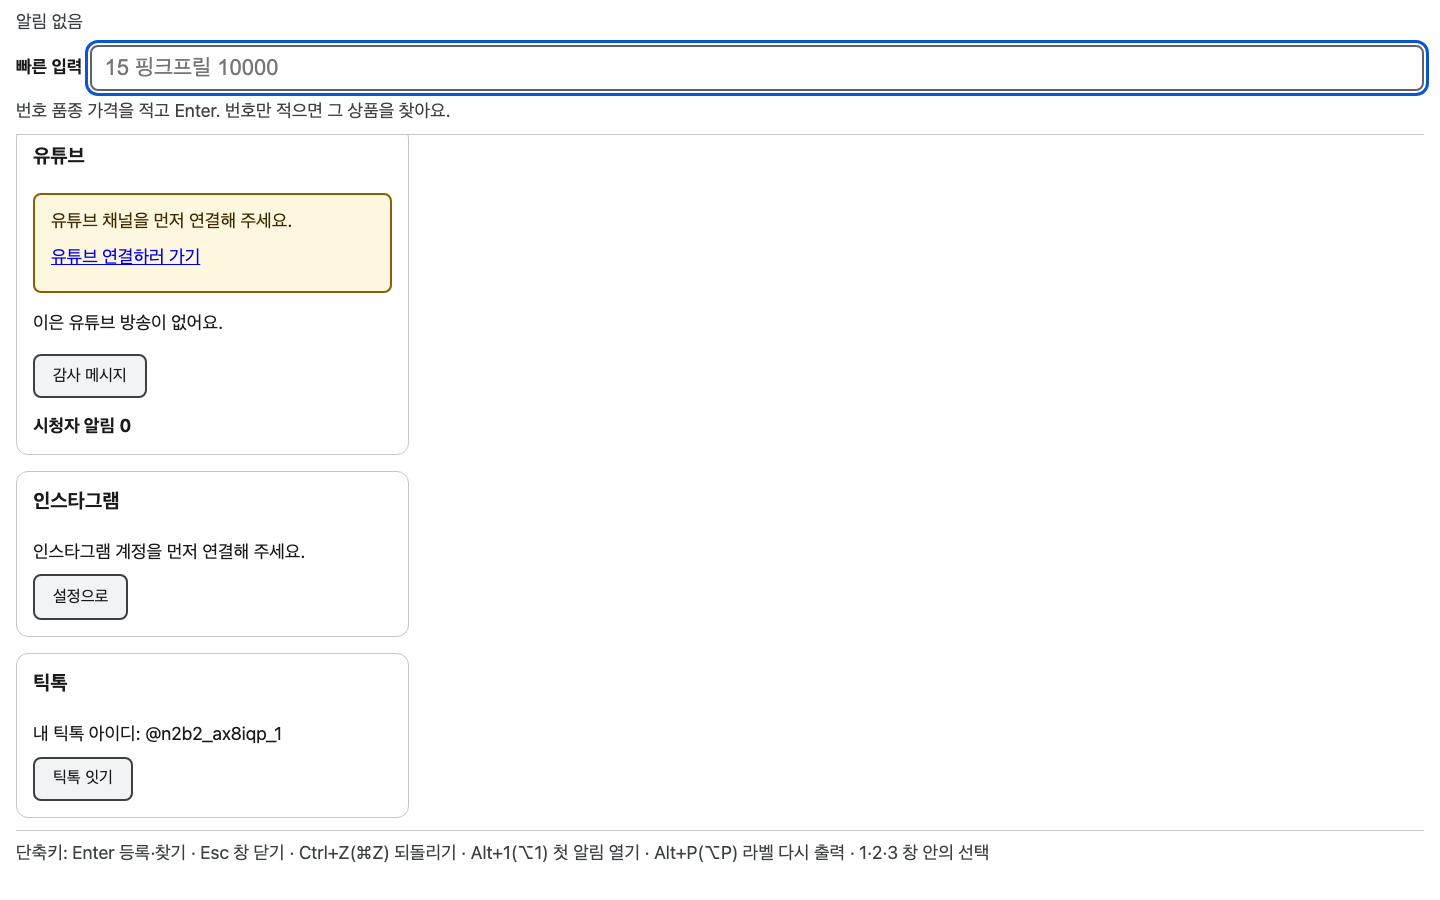 알림 없음
빠른 입력
15 핑크프릴 10000
번호 품종 가격을 적고 Enter. 번호만 적으면 그 상품을 찾아요.
유튜브
유튜브 채널을 먼저 연결해 주세요.
유튜브 연결하러 가기
이은 유튜브 방송이 없어요.
감사 메시지
시청자 알림 0
인스타그램
인스타그램 계정을 먼저 연결해 주세요.
설정으로
틱톡
내 틱톡 아이디: @n2b2_ax8iqp_1
틱톡 잇기
단축키: Enter 등록·찾기 · Esc 창 닫기 · Ctrl+Z(⌘Z) 되돌리기 · Alt+1(⌥1) 첫 알림 열기 · Alt+P(⌥P) 라벨 다시 출력 · 1·2·3 창 안의 선택